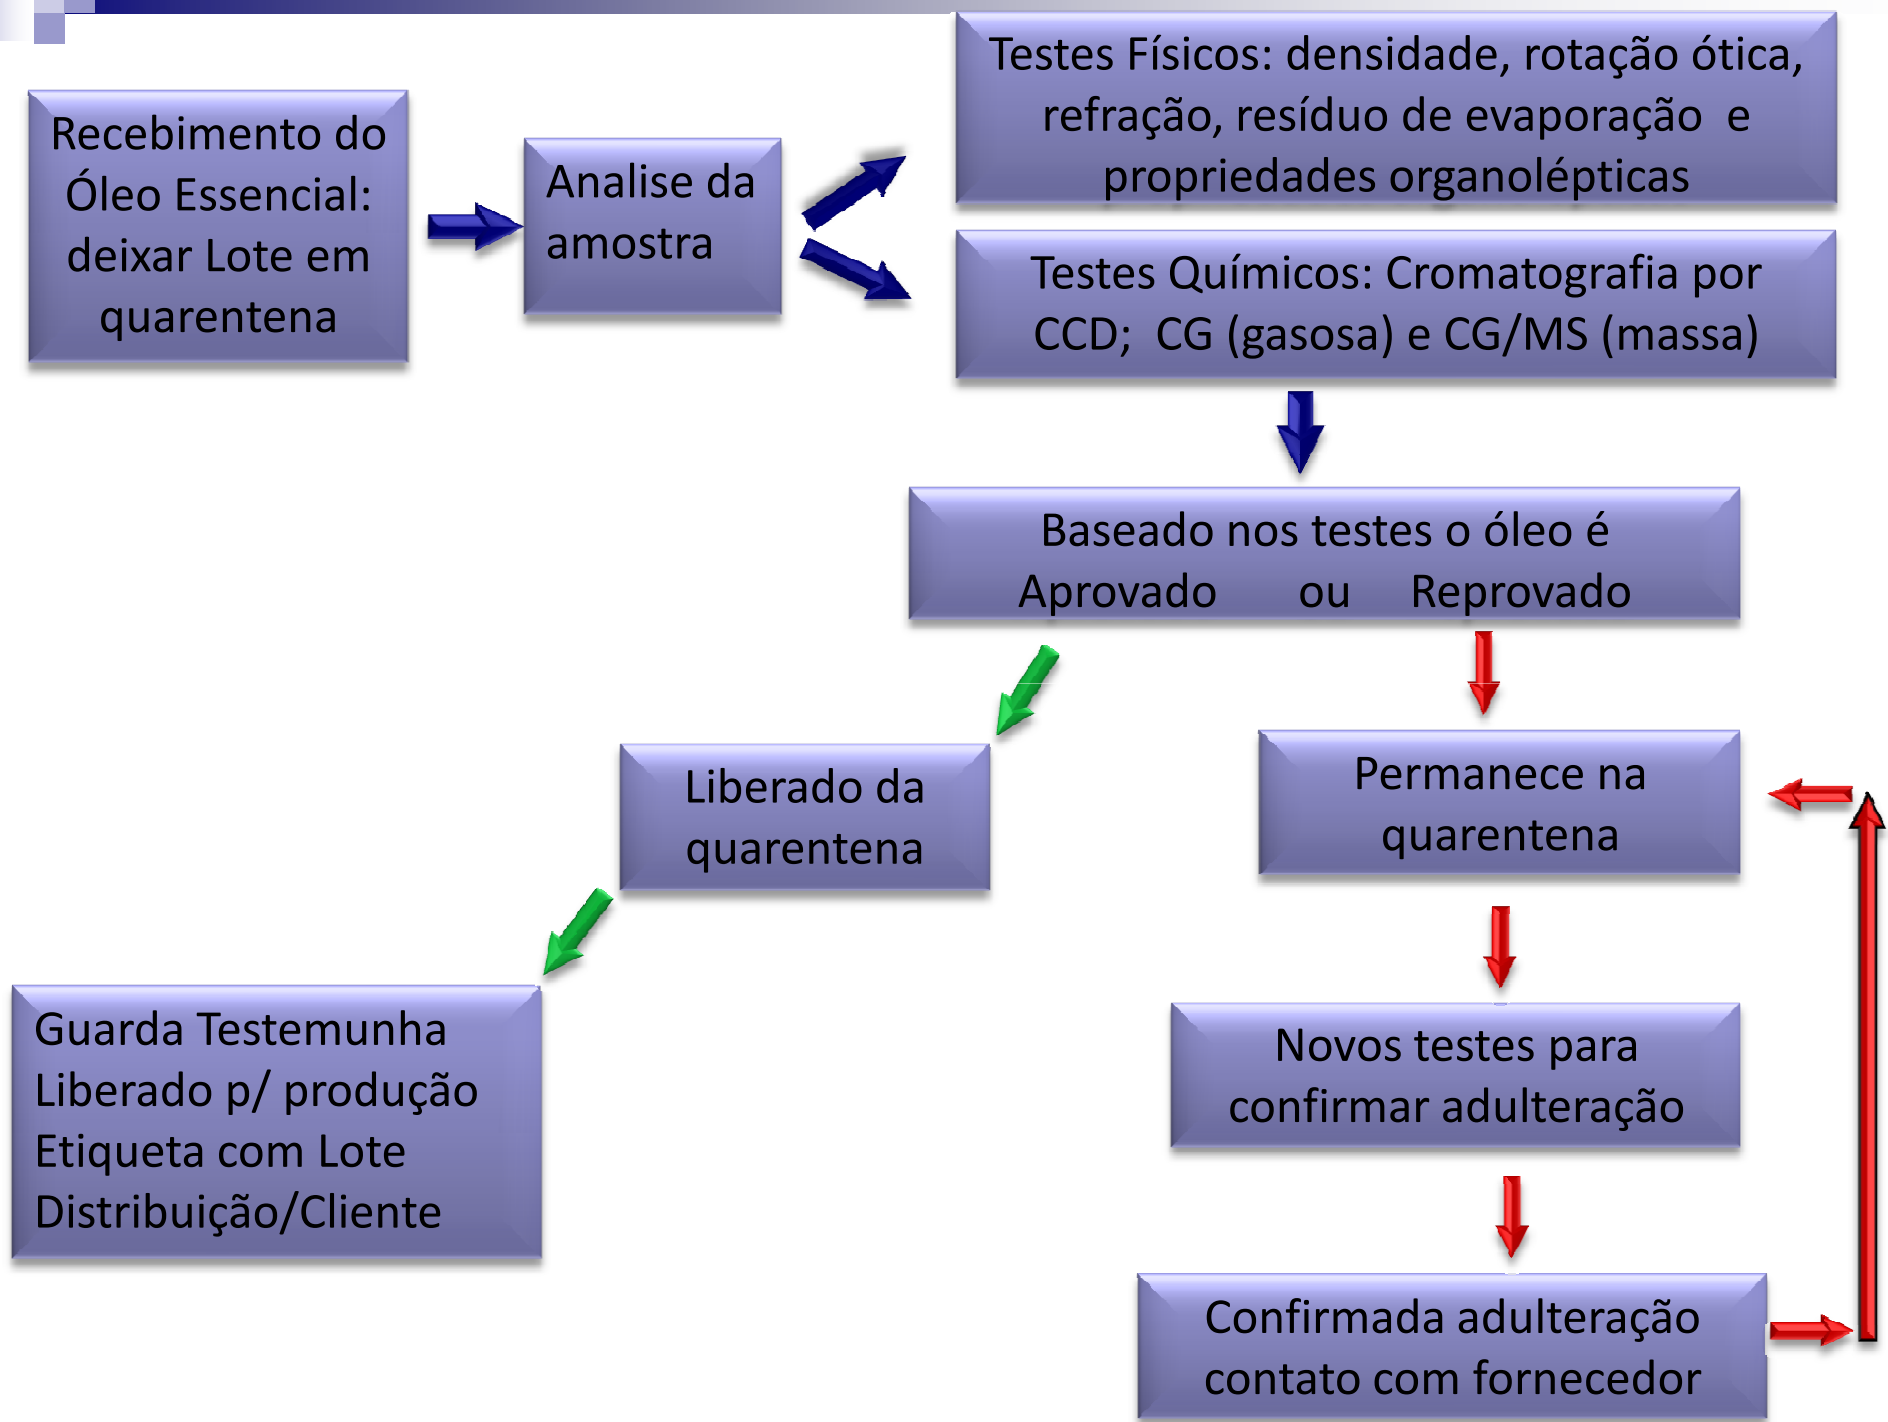 Recebimento do
Óleo Essencial:
deixar Lote em
quarentena
Analise da
amostra
Testes Físicos: densidade, rotação ótica,
refração, resíduo de evaporação e
propriedades organolépticas
Testes Químicos: Cromatografia por
CCD; CG (gasosa) e CG/MS (massa)
Baseado nos testes o óleo é
Aprovado ou Reprovado
Liberado da
quarentena
Permanece na
quarentena
Guarda Testemunha
Liberado p/ produção
Etiqueta com Lote
Distribuição/Cliente
Novos testes para
confirmar adulteração
Confirmada adulteração
contato com fornecedor